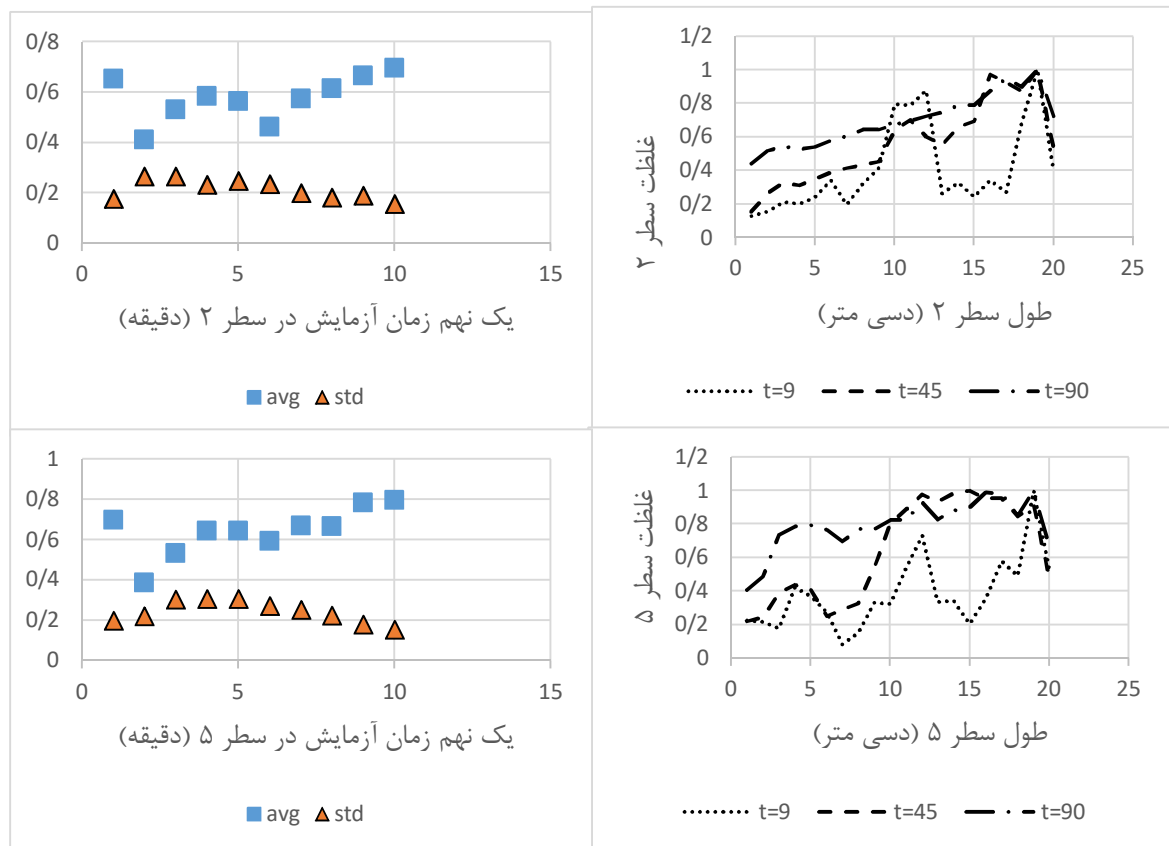 0/8
0/6
0/4
0/2
0
0 5 10 15
یک نهم زمان آزمایش در سطر ۲ (دقیقه)
avg std
1/2
1
0/8
0/6
0/4
0/2
0
غلظت سطر ۲
0 5 10 15 20 25
طول سطر ۲ (دسی متر)
t=9 t=45 t=90
1
0/8
0/6
0/4
0/2
0
0 5 10 15
یک نهم زمان آزمایش در سطر ۵ (دقیقه)
avg std
1/2
1
0/8
0/6
0/4
0/2
0
غلظت سطر ۵
0 5 10 15 20 25
طول سطر ۵ (دسی متر)
t=9 t=45 t=90